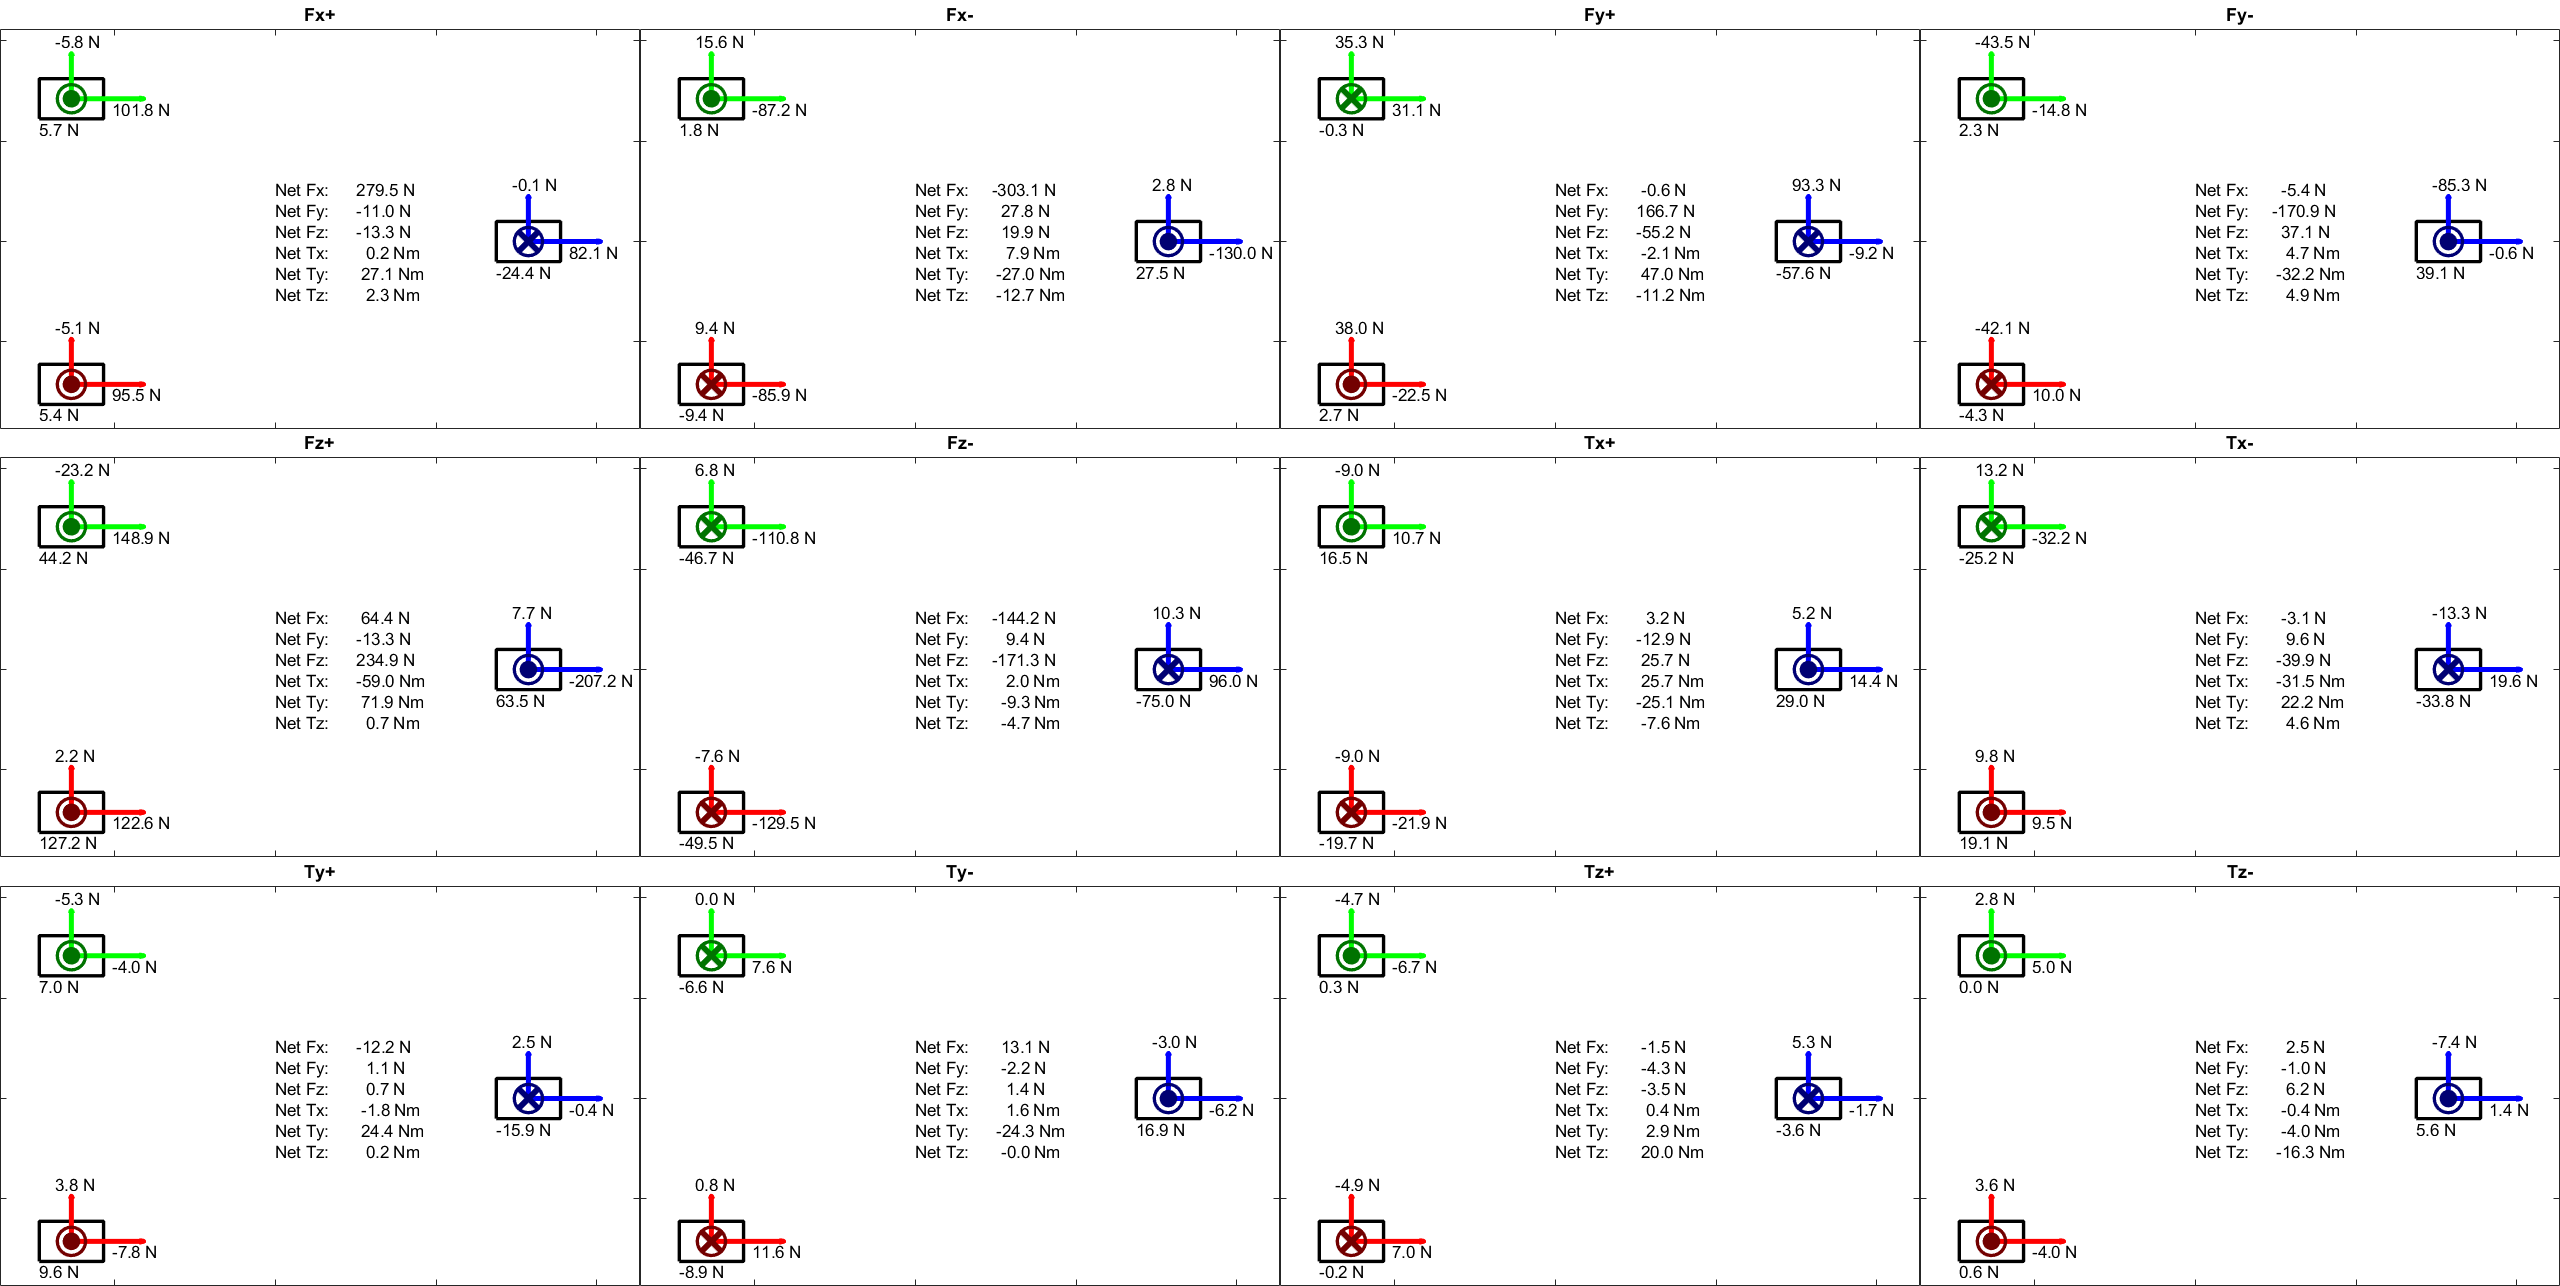 Fx+
-5.8 N
101.8 N
5.7 N
Net Fx: 279.5 N
Net Fy: -11.0 N
Net Fz: -13.3 N
Net Tx: 0.2 Nm
Net Ty: 27.1 Nm
Net Tz: 2.3 Nm
-0.1 N
82.1 N
-24.4 N
-5.1 N
95.5 N
5.4 N
Fx-
15.6 N
-87.2 N
1.8 N
Net Fx: -303.1 N
Net Fy: 27.8 N
Net Fz: 19.9 N
Net Tx: 7.9 Nm
Net Ty: -27.0 Nm
Net Tz: -12.7 Nm
2.8 N
-130.0 N
27.5 N
9.4 N
-85.9 N
-9.4 N
Fy+
35.3 N
31.1 N
-0.3 N
Net Fx: -0.6 N
Net Fy: 166.7 N
Net Fz: -55.2 N
Net Tx: -2.1 Nm
Net Ty: 47.0 Nm
Net Tz: -11.2 Nm
93.3 N
-9.2 N
-57.6 N
38.0 N
-22.5 N
2.7 N
Fy-
-43.5 N
-14.8 N
2.3 N
Net Fx: -5.4 N
Net Fy: -170.9 N
Net Fz: 37.1 N
Net Tx: 4.7 Nm
Net Ty: -32.2 Nm
Net Tz: 4.9 Nm
-85.3 N
-0.6 N
39.1 N
-42.1 N
10.0 N
-4.3 N
Fz+
-23.2 N
148.9 N
44.2 N
Net Fx: 64.4 N
Net Fy: -13.3 N
Net Fz: 234.9 N
Net Tx: -59.0 Nm
Net Ty: 71.9 Nm
Net Tz: 0.7 Nm
7.7 N
-207.2 N
63.5 N
2.2 N
122.6 N
127.2 N
Fz-
6.8 N
-110.8 N
-46.7 N
Net Fx: -144.2 N
Net Fy: 9.4 N
Net Fz: -171.3 N
Net Tx: 2.0 Nm
Net Ty: -9.3 Nm
Net Tz: -4.7 Nm
10.3 N
96.0 N
-75.0 N
-7.6 N
-129.5 N
-49.5 N
Tx+
-9.0 N
10.7 N
16.5 N
Net Fx: 3.2 N
Net Fy: -12.9 N
Net Fz: 25.7 N
Net Tx: 25.7 Nm
Net Ty: -25.1 Nm
Net Tz: -7.6 Nm
5.2 N
14.4 N
29.0 N
-9.0 N
-21.9 N
-19.7 N
Tx-
13.2 N
-32.2 N
-25.2 N
Net Fx: -3.1 N
Net Fy: 9.6 N
Net Fz: -39.9 N
Net Tx: -31.5 Nm
Net Ty: 22.2 Nm
Net Tz: 4.6 Nm
-13.3 N
19.6 N
-33.8 N
9.8 N
9.5 N
19.1 N
Ty+
-5.3 N
-4.0 N
7.0 N
Net Fx: -12.2 N
Net Fy: 1.1 N
Net Fz: 0.7 N
Net Tx: -1.8 Nm
Net Ty: 24.4 Nm
Net Tz: 0.2 Nm
2.5 N
-0.4 N
-15.9 N
3.8 N
-7.8 N
9.6 N
Ty-
0.0 N
7.6 N
-6.6 N
Net Fx: 13.1 N
Net Fy: -2.2 N
Net Fz: 1.4 N
Net Tx: 1.6 Nm
Net Ty: -24.3 Nm
Net Tz: -0.0 Nm
-3.0 N
-6.2 N
16.9 N
0.8 N
11.6 N
-8.9 N
Tz+
-4.7 N
-6.7 N
0.3 N
Net Fx: -1.5 N
Net Fy: -4.3 N
Net Fz: -3.5 N
Net Tx: 0.4 Nm
Net Ty: 2.9 Nm
Net Tz: 20.0 Nm
5.3 N
-1.7 N
-3.6 N
-4.9 N
7.0 N
-0.2 N
Tz-
2.8 N
5.0 N
0.0 N
Net Fx: 2.5 N
Net Fy: -1.0 N
Net Fz: 6.2 N
Net Tx: -0.4 Nm
Net Ty: -4.0 Nm
Net Tz: -16.3 Nm
-7.4 N
1.4 N
5.6 N
3.6 N
-4.0 N
0.6 N